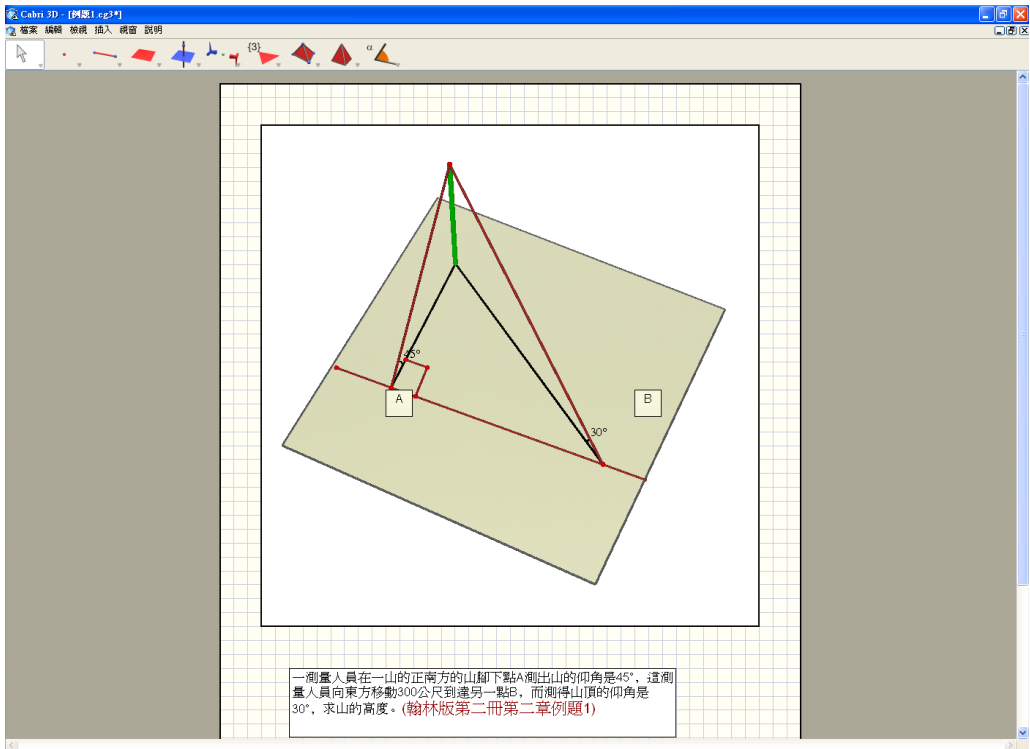 Cabri 3D - [例題1.cg3*]
檔案 編輯 檢視 插入 視窗 說明
{3} α
45°
A
B
30°
一測量人員在一山的正南方的山腳下點A測出山的仰角是45°，這測
量人員向東方移動300公尺到達另一點B，而測得山頂的仰角是
30°，求山的高度。(翰林版第二冊第二章例題1)